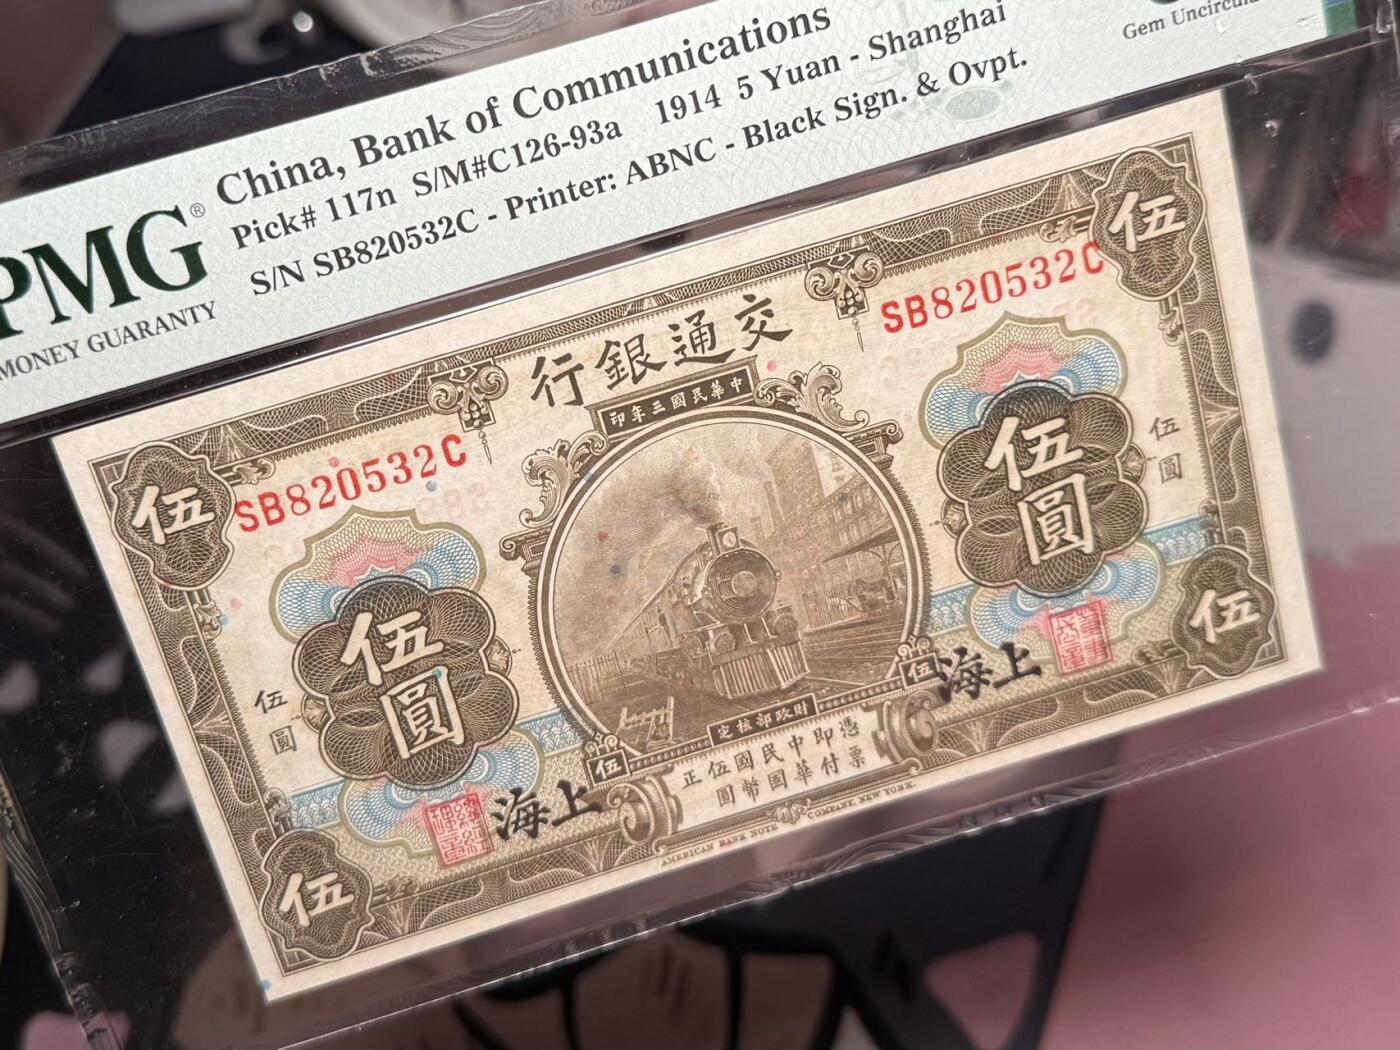 China, Bank of Communications
Pick# 117n S/M#C126-93a 1914 5 Yuan - Shanghai
S/N SB820532C - Printer: ABNC - Black Sign. & Ovpt.
Gem Uncircula
PMG®
MONEY GUARANTY
伍
伍
SB820532C
行銀通交
印年三國民華中
SB820532C
伍圓
伍圓
伍圓
伍圓
海上
海上
伍
伍
定核部政財
正伍國民中即憑
圓幣國華付票
伍
伍
AMERICAN BANK NOTE COMPANY, NEW YORK.